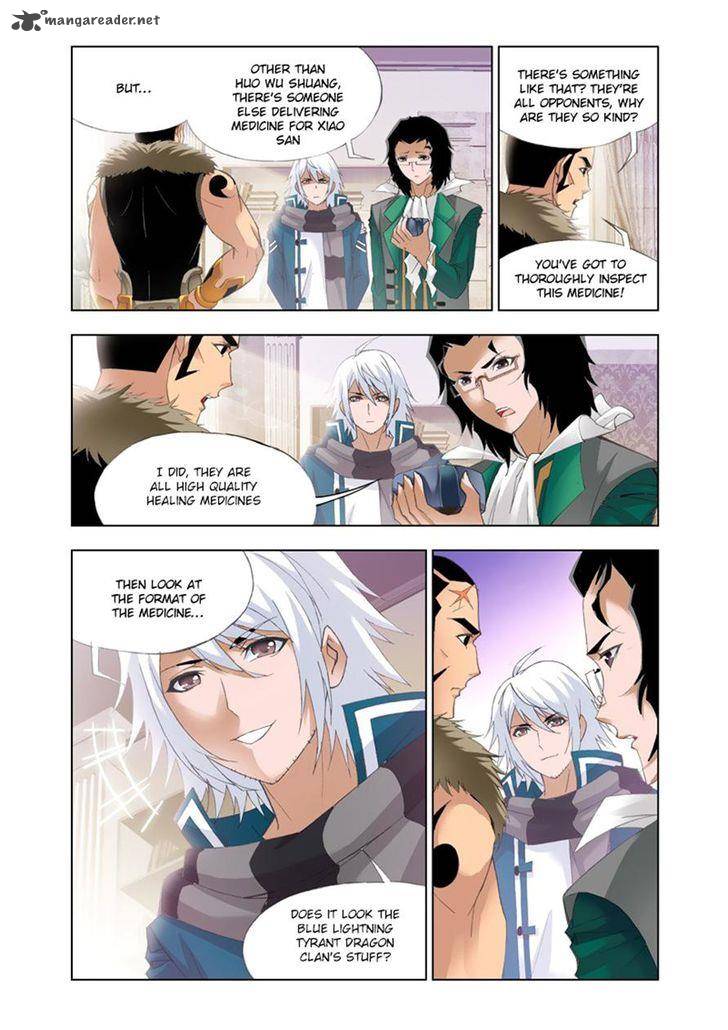 mangareader.net
BUT...
OTHER THAN
HUO WU SHUANG,
THERE'S SOMEONE
ELSE DELIVERING
MEDICINE FOR XIAO
SAN
THERE'S SOMETHING
LIKE THAT? THEY'RE
ALL OPPONENTS, WHY
ARE THEY SO KIND?
YOU'VE GOT TO
THOROUGHLY INSPECT
THIS MEDICINE!
I DID, THEY ARE
ALL HIGH QUALITY
HEALING MEDICINES
THEN LOOK AT
THE FORMAT OF
THE MEDICINE...
DOES IT LOOK THE
BLUE LIGHTNING
TYRANT DRAGON
CLAN'S STUFF?